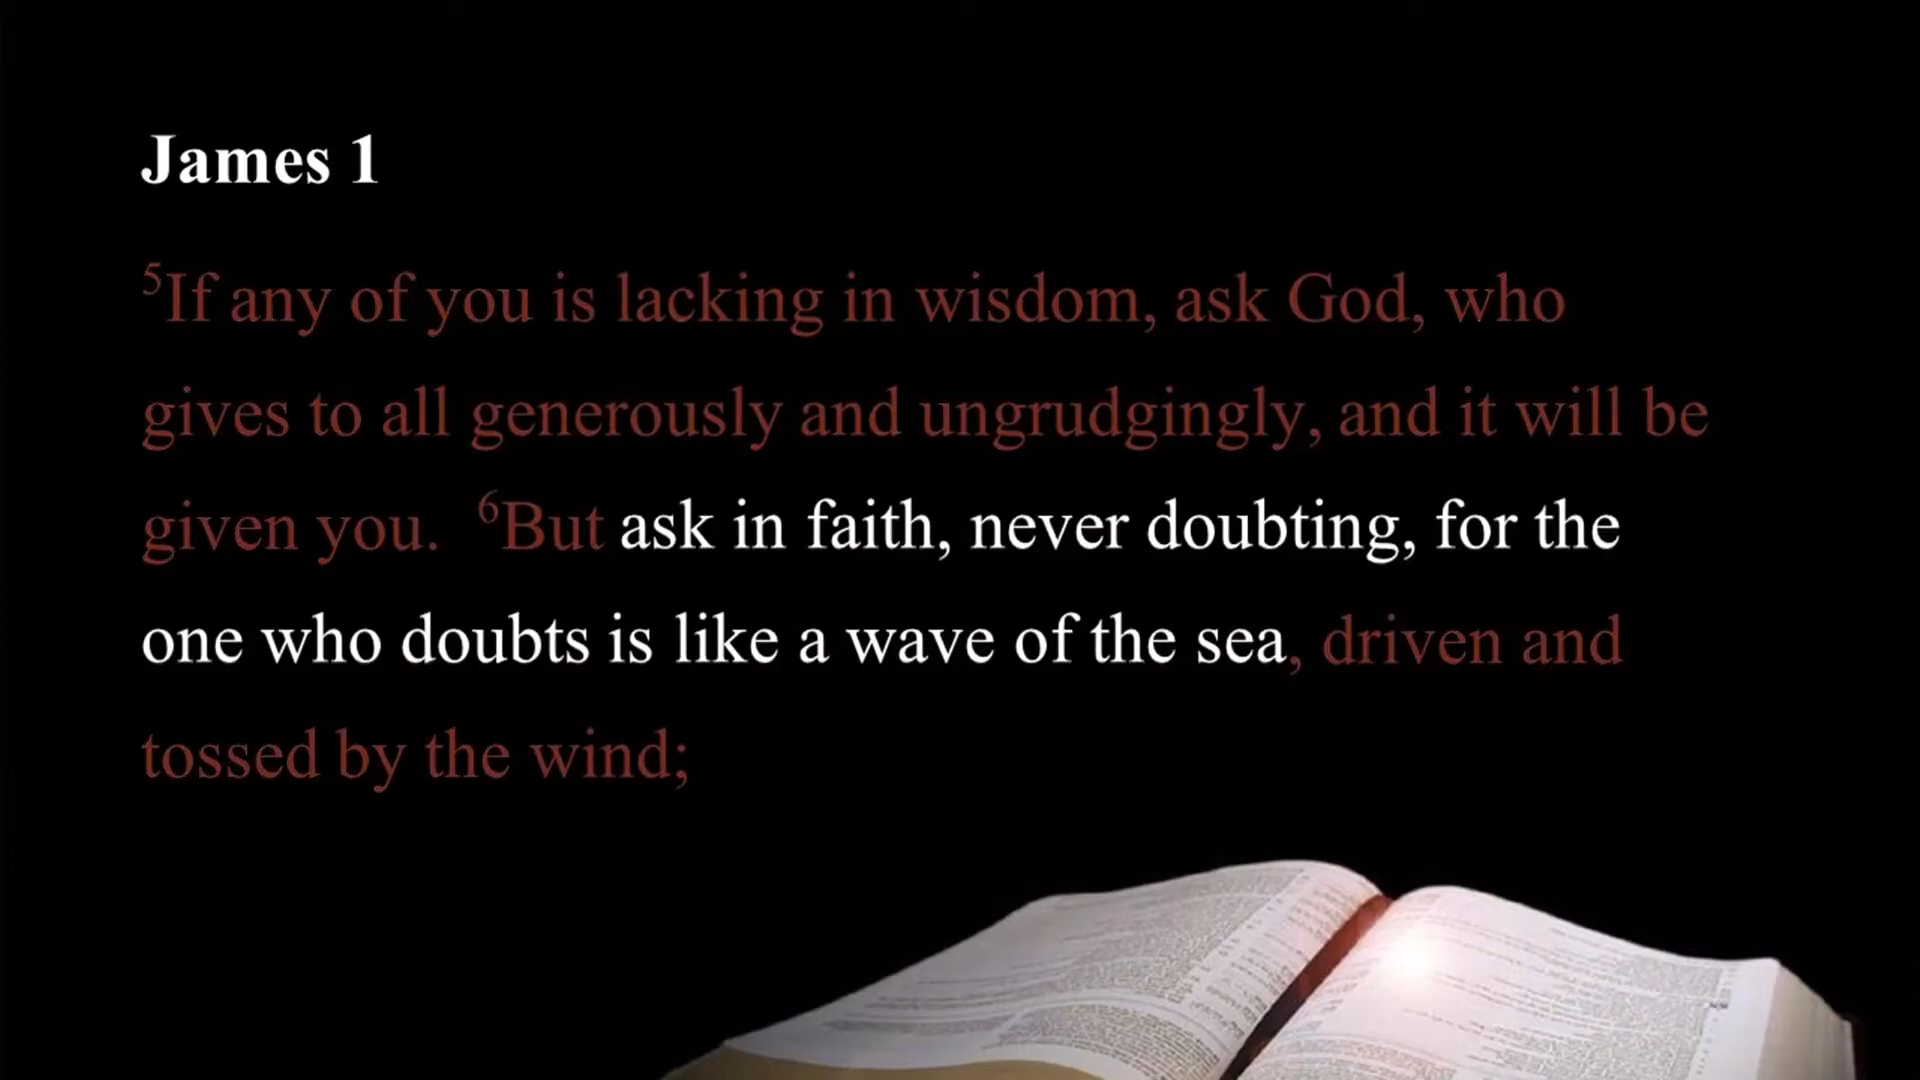 James 1
⁵If any of you is lacking in wisdom, ask God, who
gives to all generously and ungrudgingly, and it will be
given you. ⁶But ask in faith, never doubting, for the
one who doubts is like a wave of the sea, driven and
tossed by the wind;